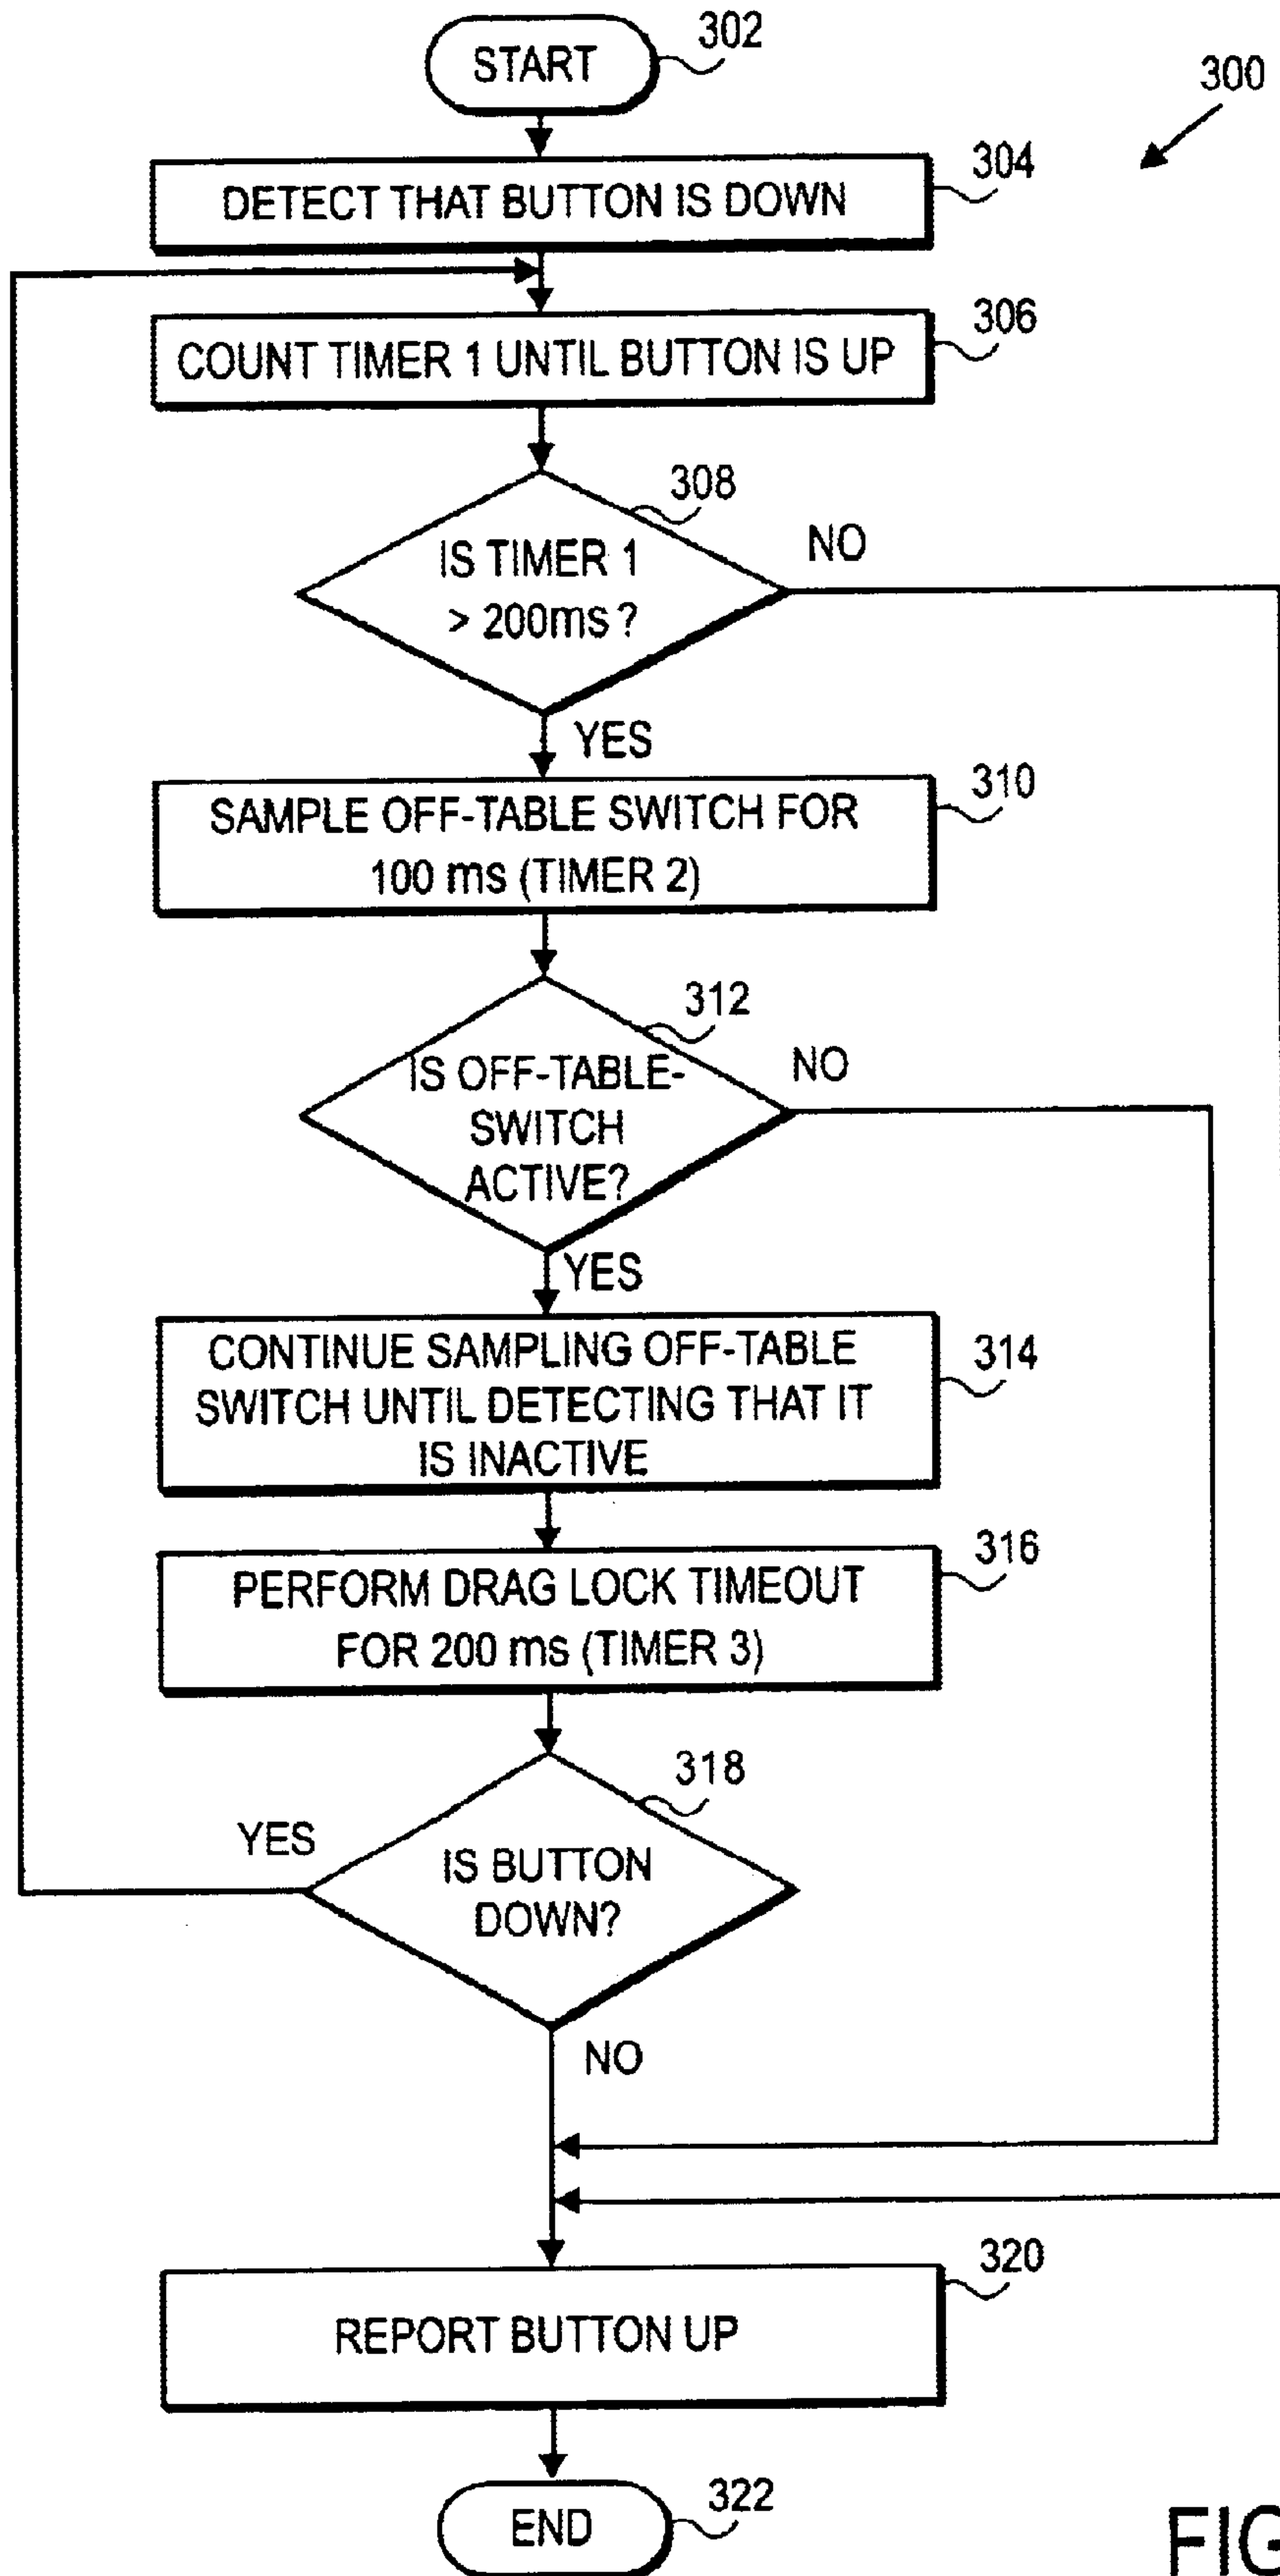 START
302
300
DETECT THAT BUTTON IS DOWN
304
COUNT TIMER 1 UNTIL BUTTON IS UP
306
308
IS TIMER 1
> 200ms ?
NO
YES
SAMPLE OFF-TABLE SWITCH FOR
100 ms (TIMER 2)
310
312
IS OFF-TABLE-
SWITCH
ACTIVE?
NO
YES
CONTINUE SAMPLING OFF-TABLE
SWITCH UNTIL DETECTING THAT IT
IS INACTIVE
314
PERFORM DRAG LOCK TIMEOUT
FOR 200 ms (TIMER 3)
316
318
YES
IS BUTTON
DOWN?
NO
REPORT BUTTON UP
320
END
322
FIG